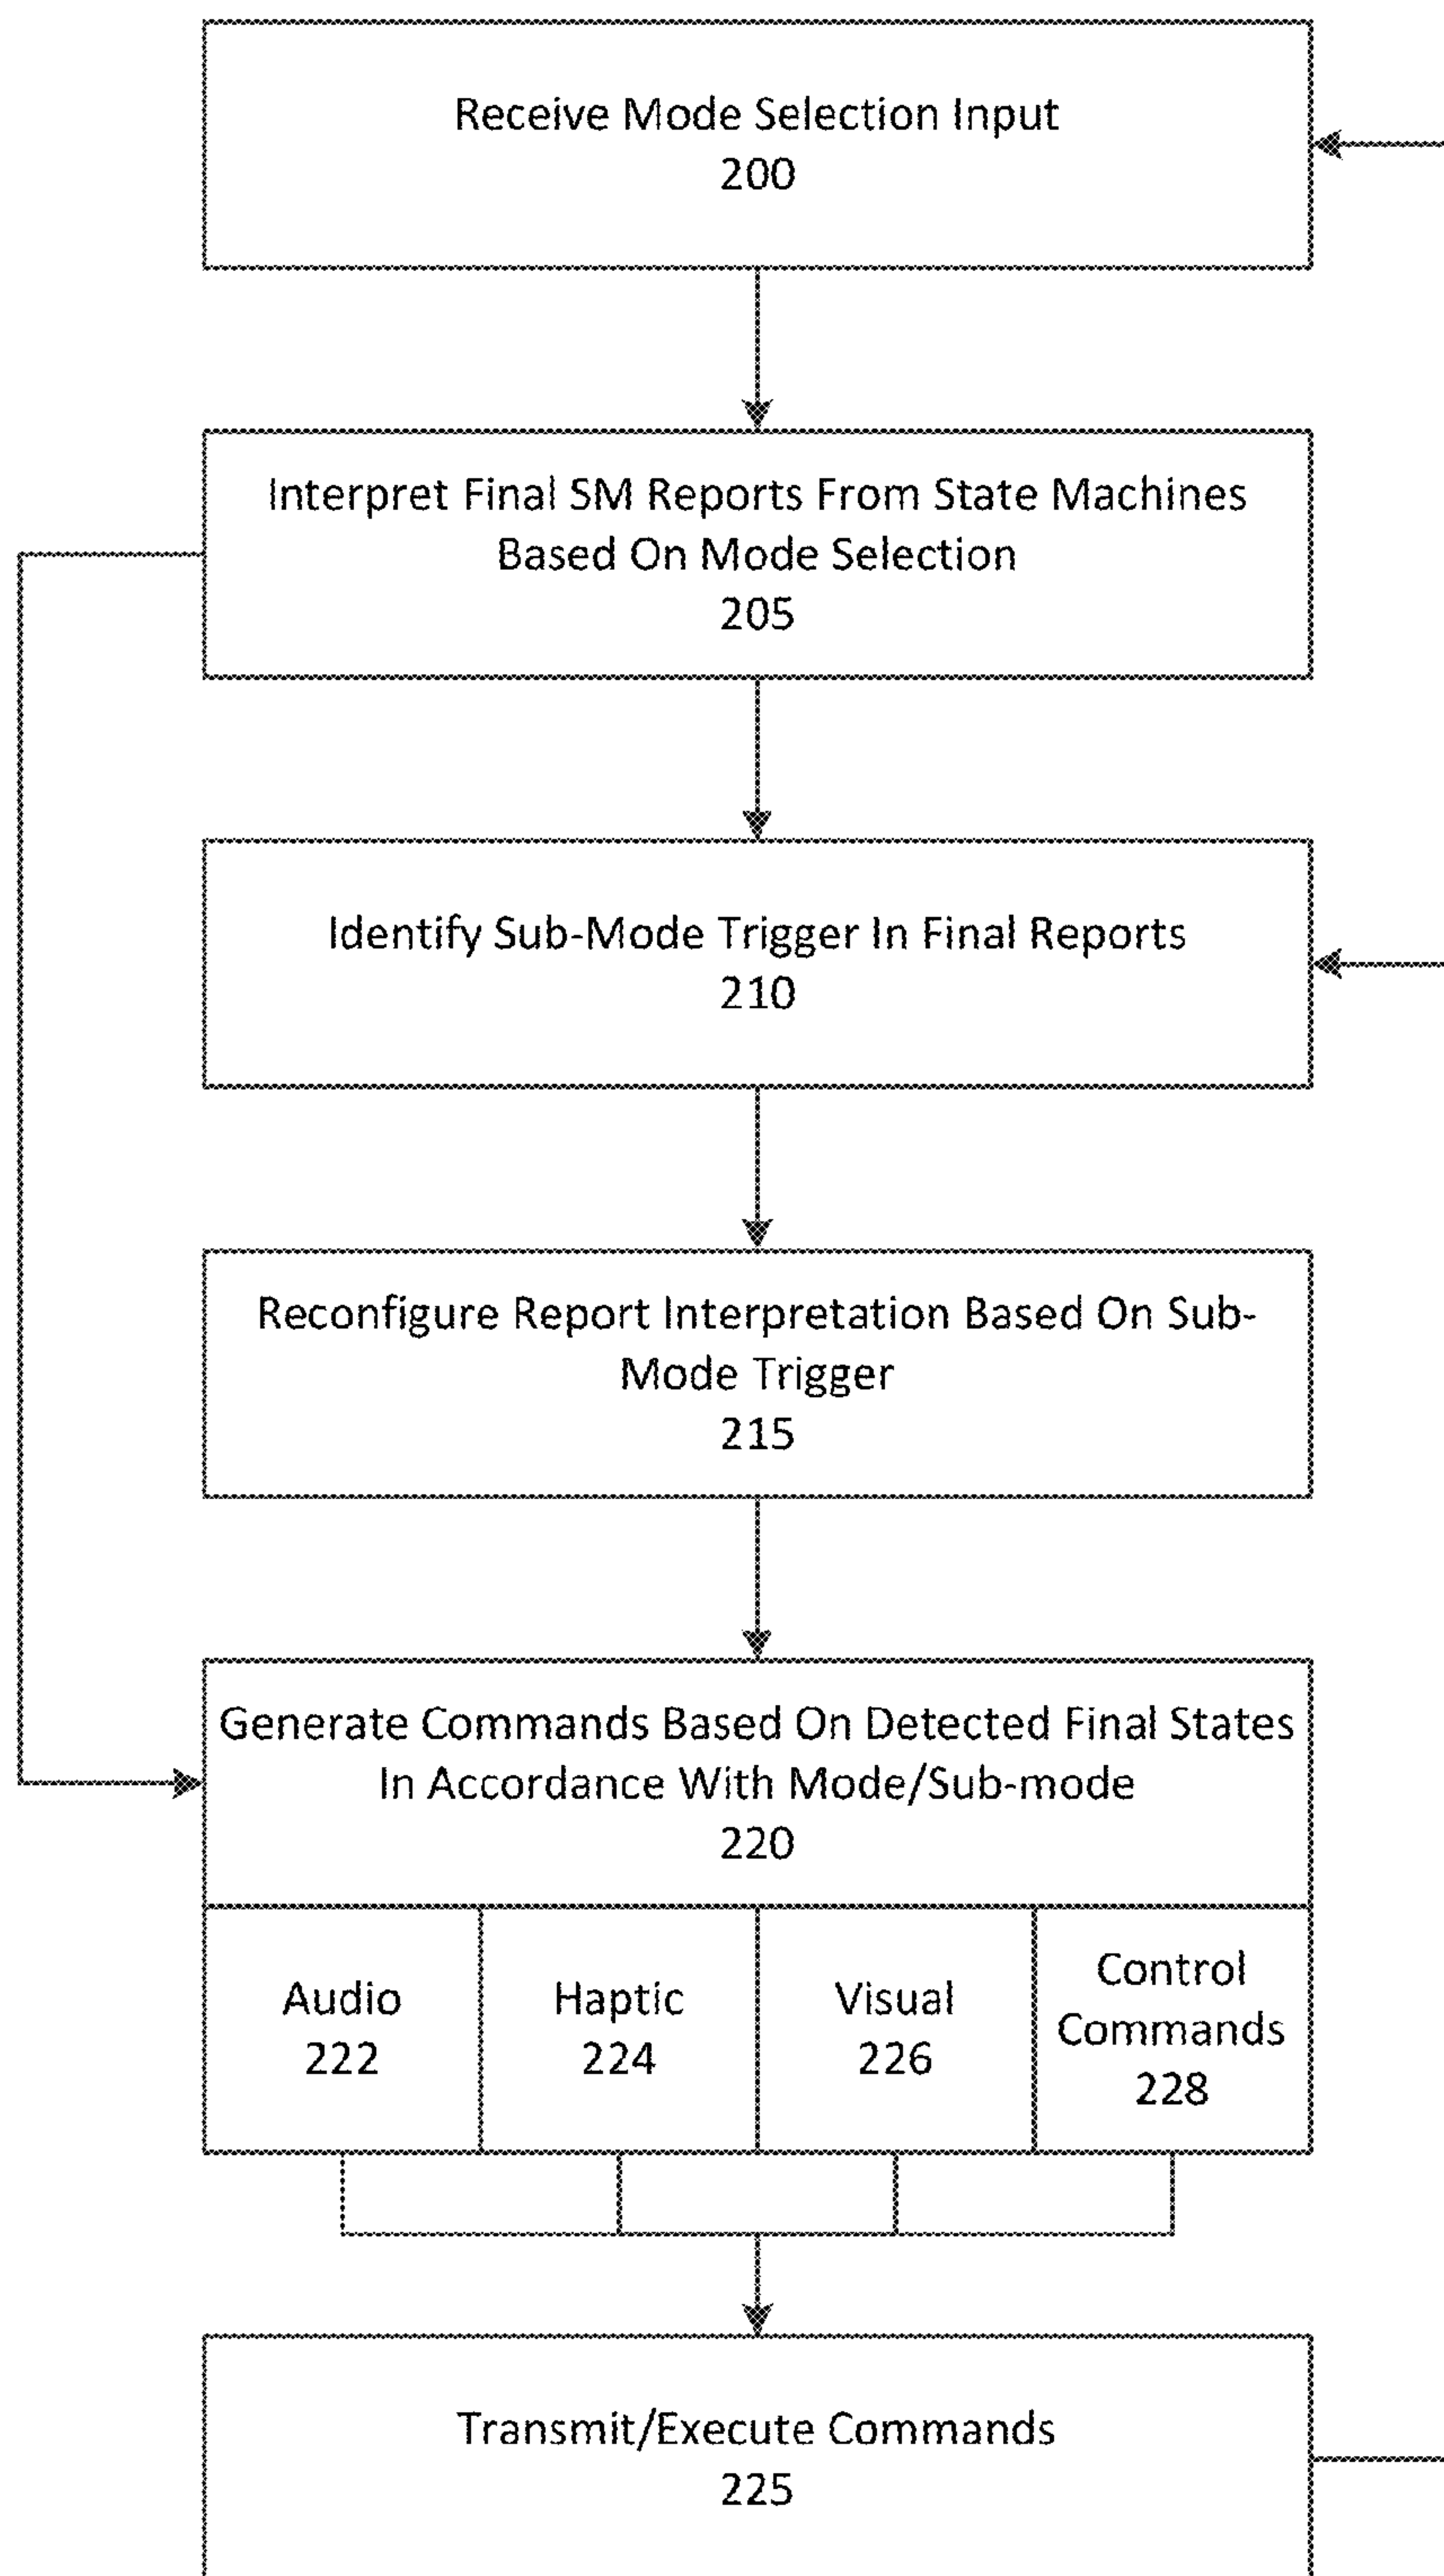 Receive Mode Selection Input
200
Interpret Final SM Reports From State Machines
Based On Mode Selection
205
Identify Sub-Mode Trigger In Final Reports
210
Reconfigure Report Interpretation Based On Sub-
Mode Trigger
215
Generate Commands Based On Detected Final States
In Accordance With Mode/Sub-mode
220
Audio
222
Haptic
224
Visual
226
Control
Commands
228
Transmit/Execute Commands
225